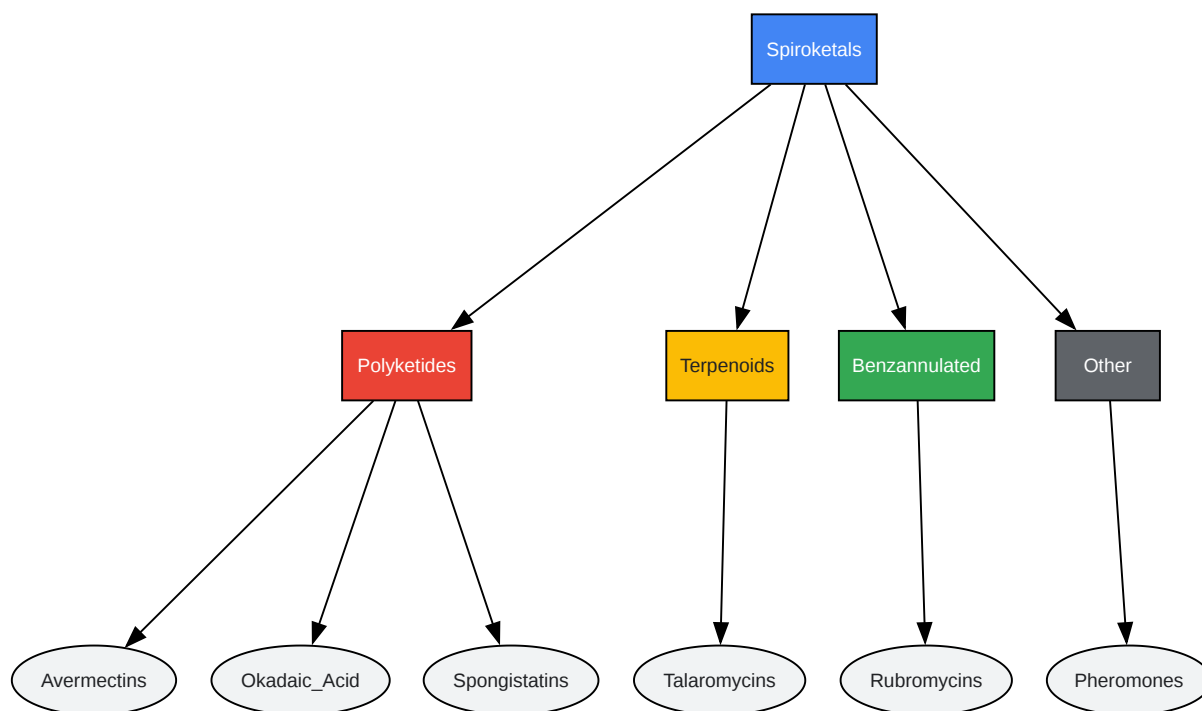 Spiroketals
Polyketides
Terpenoids
Benzannulated
Other
Avermectins
Okadaic_Acid
Spongistatins
Talaromycins
Rubromycins
Pheromones